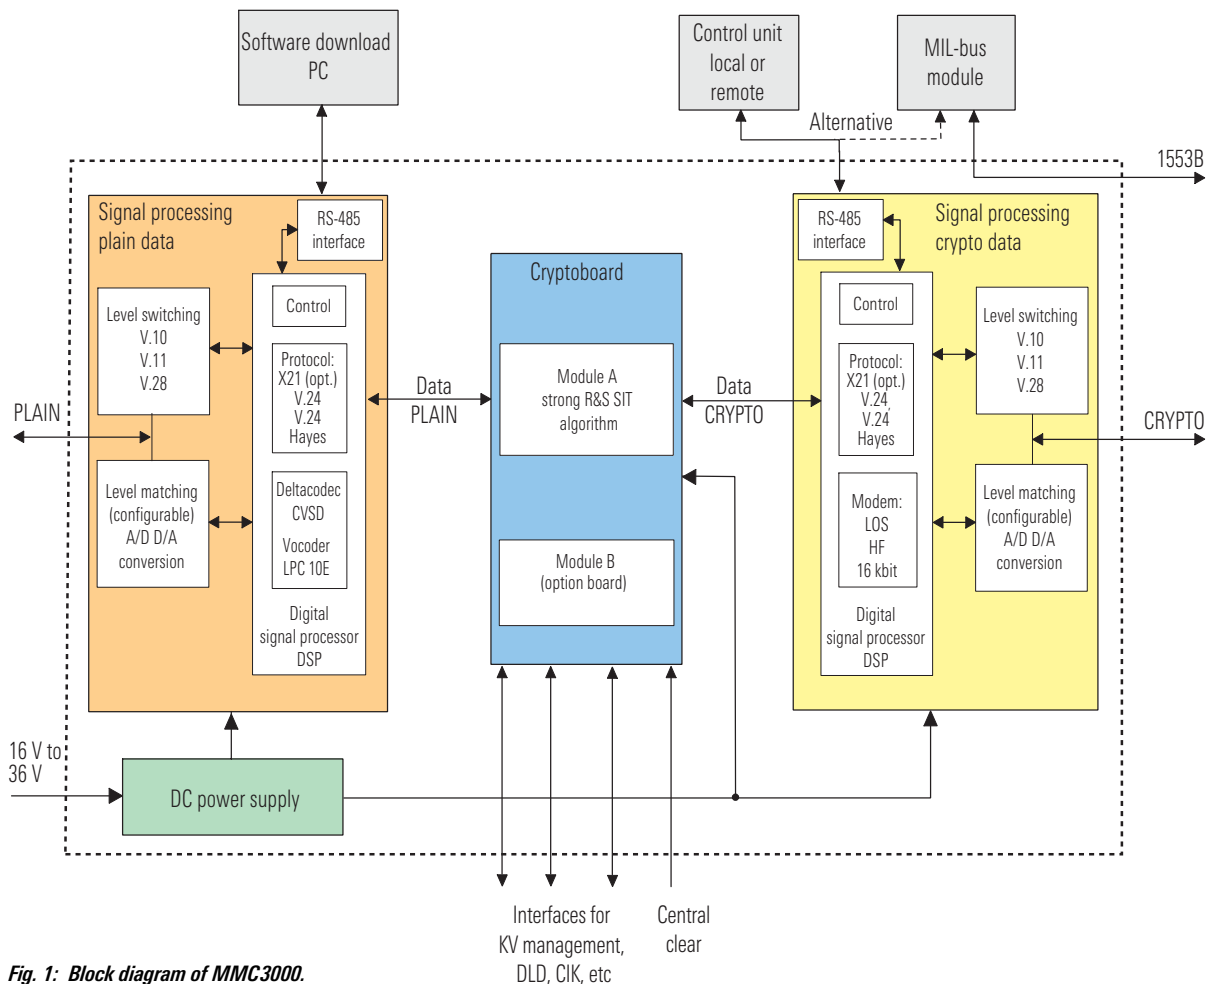 Software download
PC
Control unit
local or
remote
MIL-bus
module
Alternative
1553B
Signal processing
plain data
RS-485
interface
Control
Level switching
V.10
V.11
V.28
Protocol:
X21 (opt.)
V.24
V.24
Hayes
PLAIN
Level matching
(configurable)
A/D D/A
conversion
Deltacodec
CVSD
Vocoder
LPC 10E
Digital
signal processor
DSP
Data
PLAIN
Cryptoboard
Module A
strong R&S SIT
algorithm
Module B
(option board)
Data
CRYPTO
RS-485
interface
Signal processing
crypto data
Control
Protocol:
X21 (opt.)
V.24,
V.24
Hayes
Modem:
LOS
HF
16 kbit
Digital
signal processor
DSP
Level switching
V.10
V.11
V.28
CRYPTO
Level matching
(configurable)
A/D D/A
conversion
16 V to
36 V
DC power supply
Interfaces for
KV management,
DLD, CIK, etc
Central
clear
Fig. 1: Block diagram of MMC3000.